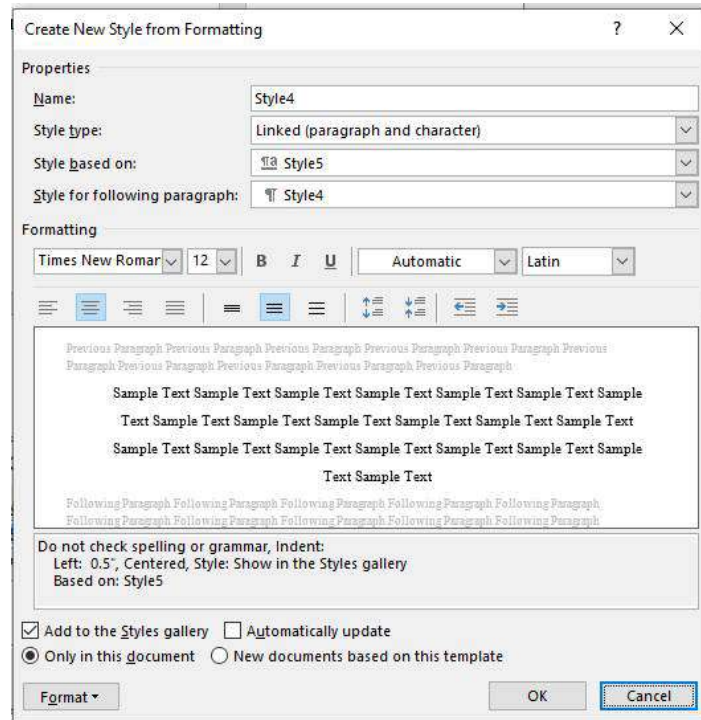 Create New Style from Formatting ? X
Properties
Name: Style4
Style type: Linked (paragraph and character)
Style based on: ¶a Style5
Style for following paragraph: ¶ Style4
Formatting
Times New Romar 12 B I U Automatic Latin
Previous Paragraph Previous Paragraph Previous Paragraph Previous Paragraph Previous Paragraph Previous
Paragraph Previous Paragraph Previous Paragraph Previous Paragraph Previous Paragraph
Sample Text Sample Text Sample Text Sample Text Sample Text Sample Text Sample
Text Sample Text Sample Text Sample Text Sample Text Sample Text Sample Text
Sample Text Sample Text Sample Text Sample Text Sample Text Sample Text Sample
Text Sample Text
Following Paragraph Following Paragraph Following Paragraph Following Paragraph Following Paragraph
Following Paragraph Following Paragraph Following Paragraph Following Paragraph Following Paragraph
Do not check spelling or grammar, Indent:
Left: 0.5", Centered, Style: Show in the Styles gallery
Based on: Style5
Add to the Styles gallery Automatically update
Only in this document New documents based on this template
Format OK Cancel